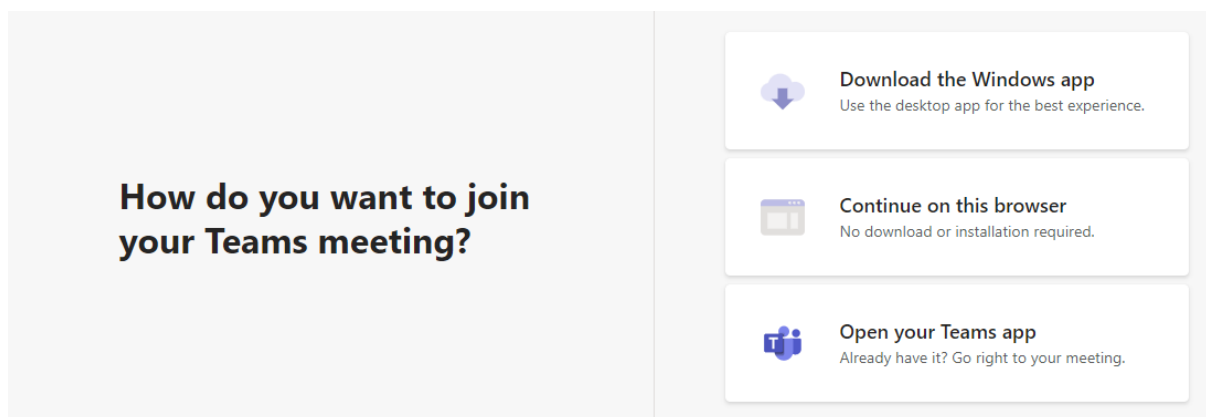 How do you want to join
your Teams meeting?
Download the Windows app
Use the desktop app for the best experience.
Continue on this browser
No download or installation required.
T
Open your Teams app
Already have it? Go right to your meeting.